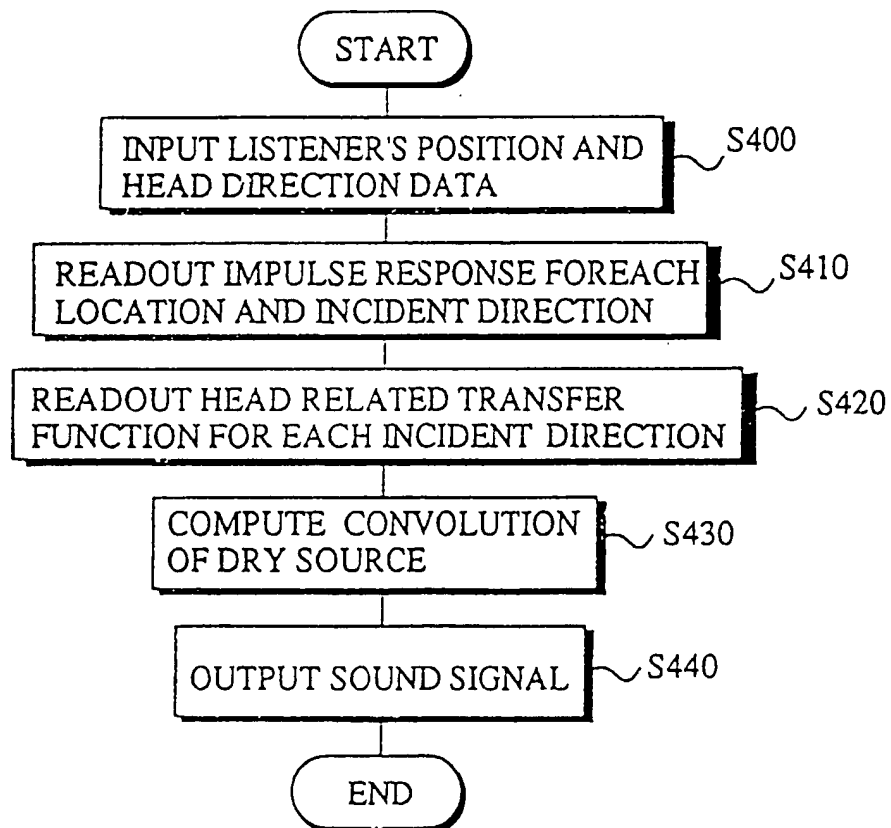 START
INPUT LISTENER'S POSITION AND
HEAD DIRECTION DATA
S400
READOUT IMPULSE RESPONSE FOREACH
LOCATION AND INCIDENT DIRECTION
S410
READOUT HEAD RELATED TRANSFER
FUNCTION FOR EACH INCIDENT DIRECTION
S420
COMPUTE CONVOLUTION
OF DRY SOURCE
S430
OUTPUT SOUND SIGNAL
S440
END